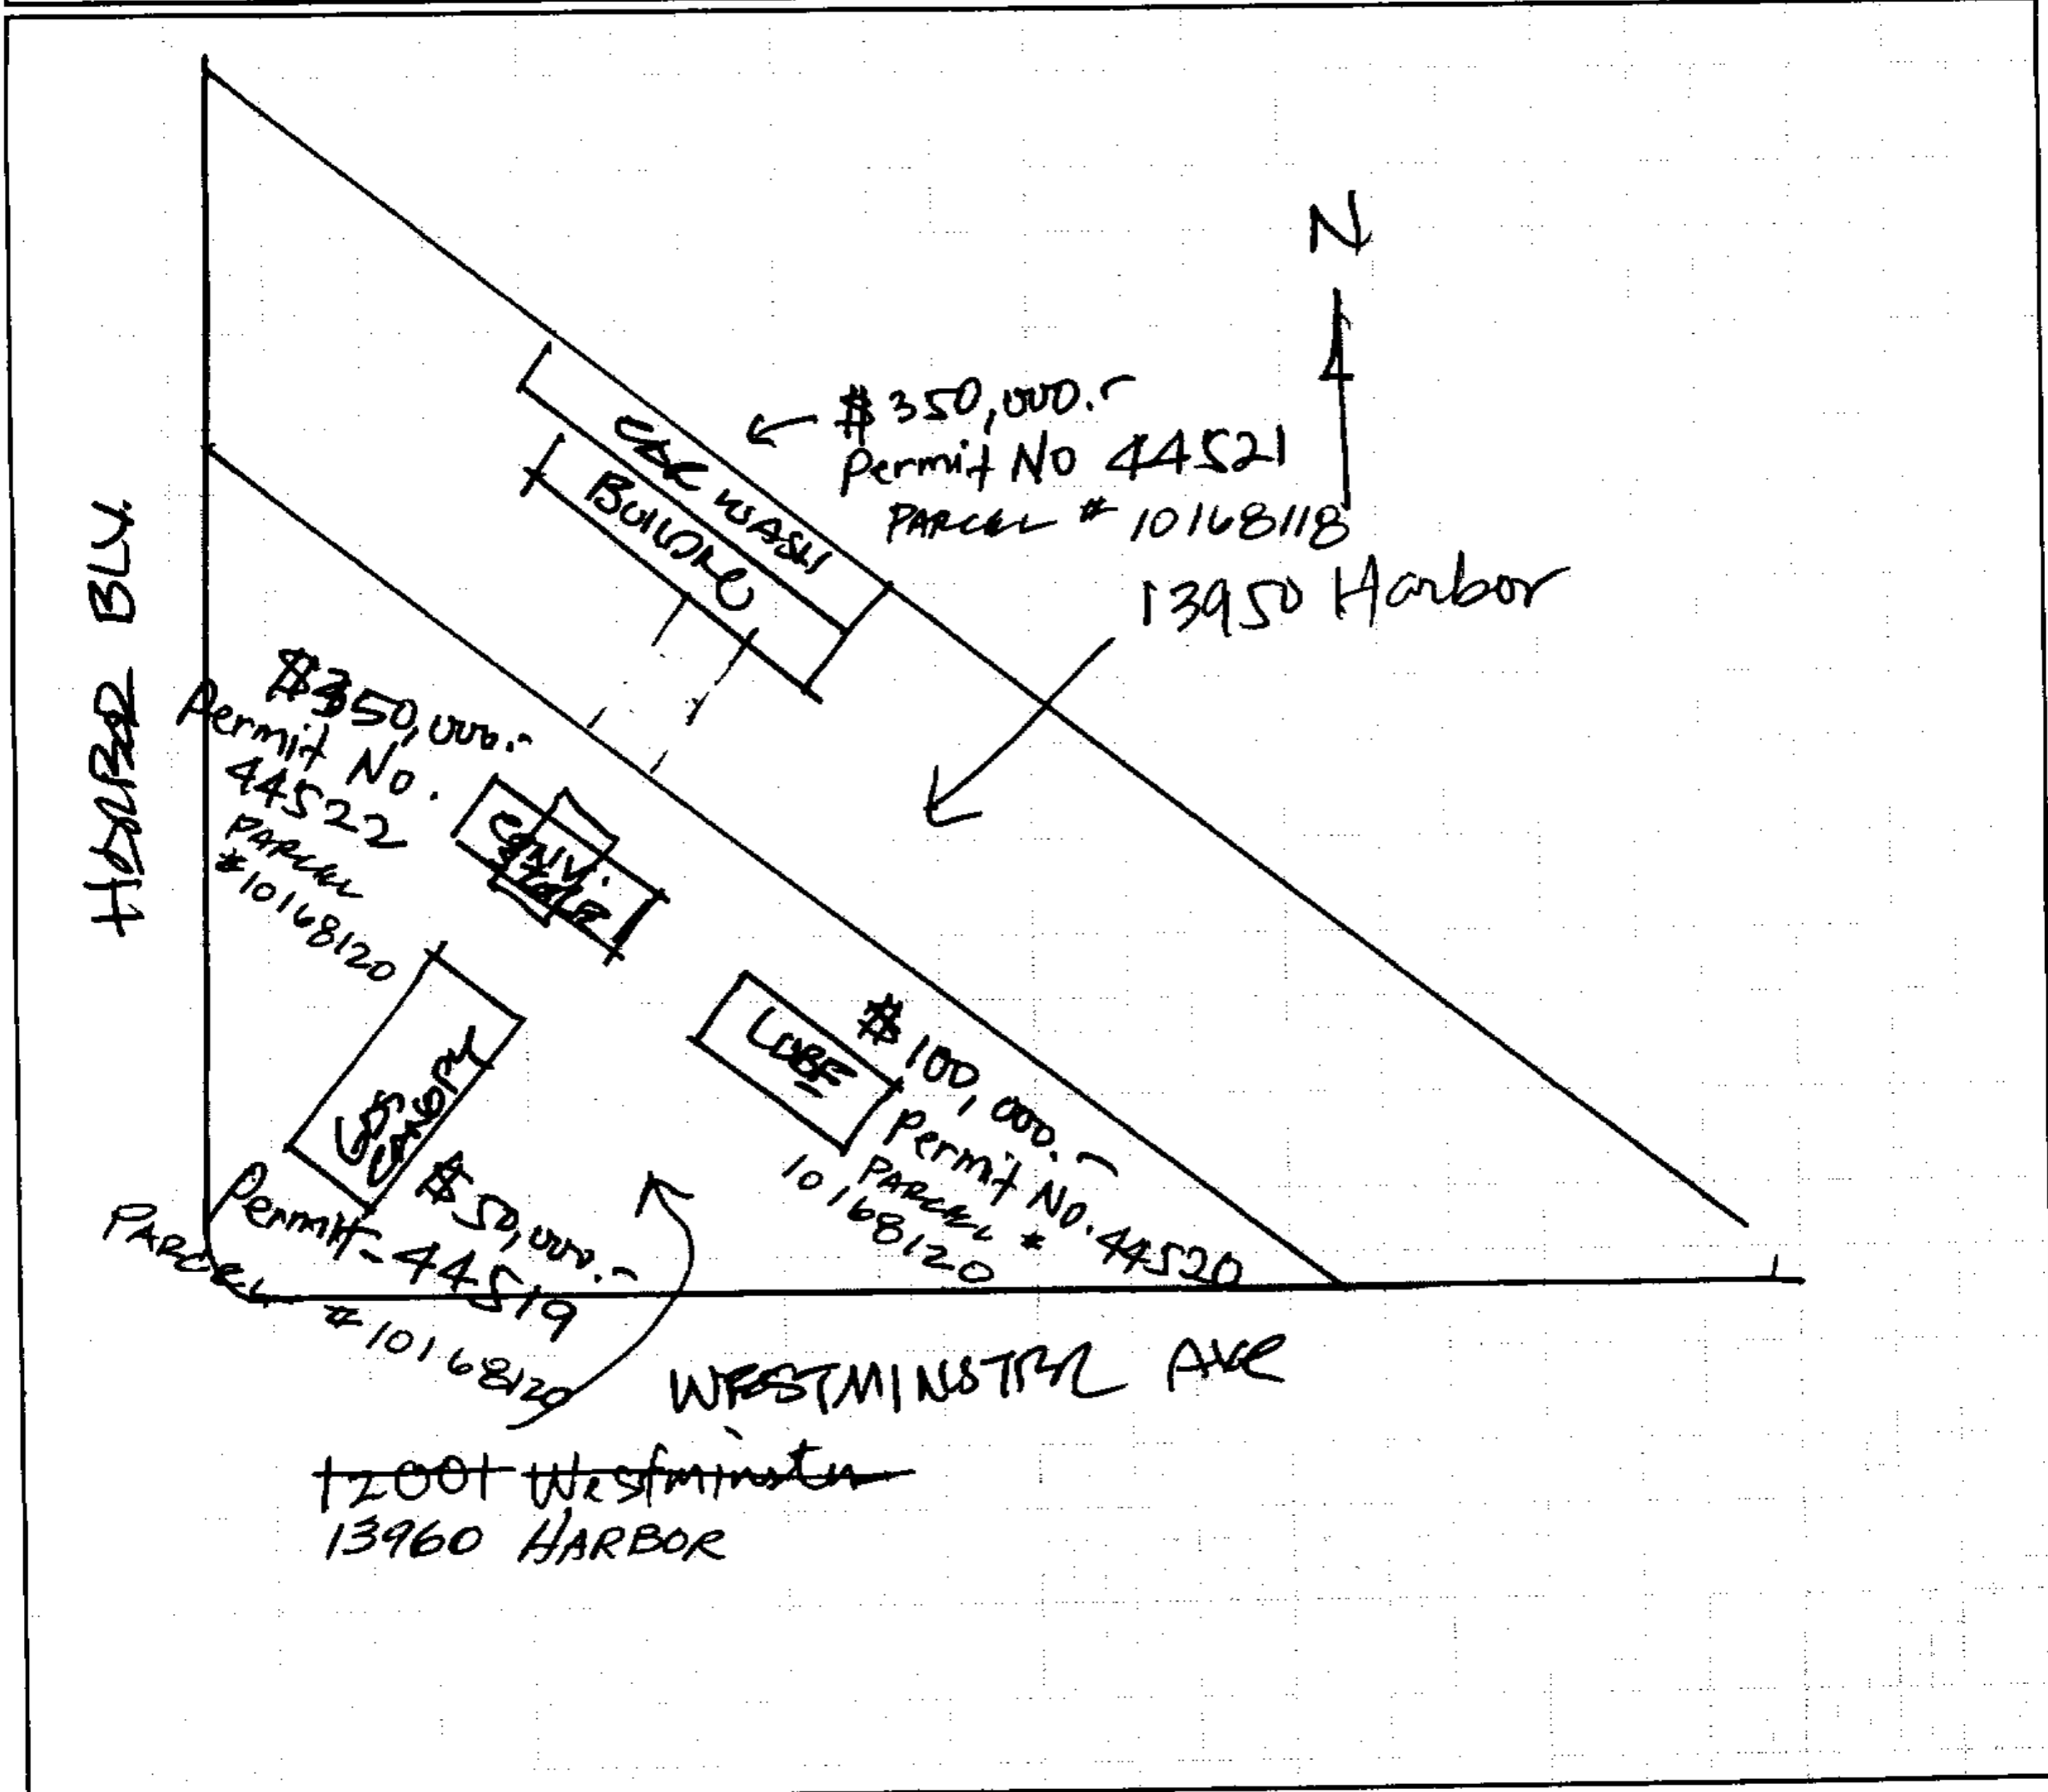 N
$350,000.-
Permit No 44521
PARCEL # 10168118
13950 Harbor
CAR WASH
BUILDING
HARBOR BLV.
$350,000.-
Permit No.
44522
PARCEL
#10168120
CONV.
STORE
$100,000.-
Permit No. 44520
PARCEL #
10168120
LUBE
GAS
CANOPY
$50,000.-
Permit- 44519
PARCEL #10168120
WESTMINSTER AVE
12001 Westminster
13960 HARBOR